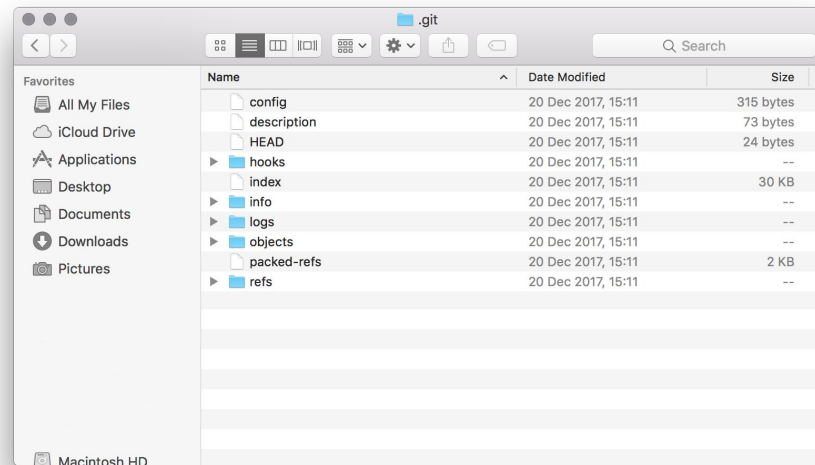 .git
Search
Favorites
All My Files
iCloud Drive
Applications
Desktop
Documents
Downloads
Pictures
Macintosh HD
Name Date Modified Size
config 20 Dec 2017, 15:11 315 bytes
description 20 Dec 2017, 15:11 73 bytes
HEAD 20 Dec 2017, 15:11 24 bytes
hooks 20 Dec 2017, 15:11 --
index 20 Dec 2017, 15:11 30 KB
info 20 Dec 2017, 15:11 --
logs 20 Dec 2017, 15:11 --
objects 20 Dec 2017, 15:11 --
packed-refs 20 Dec 2017, 15:11 2 KB
refs 20 Dec 2017, 15:11 --